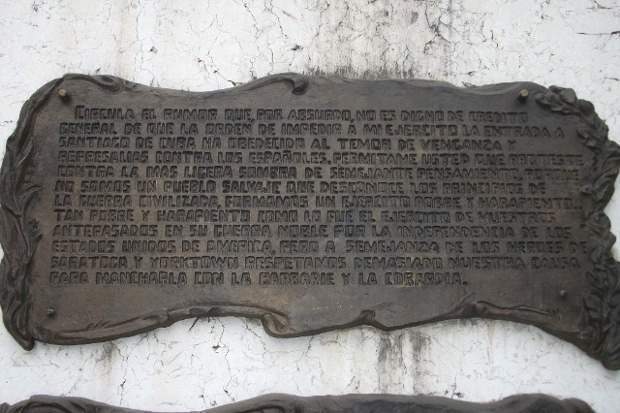 CIRCULA EL RUMOR QUE, POR ABSURDO, NO ES DIGNO DE CREDITO
GENERAL DE QUE LA ORDEN DE IMPEDIR A MI EJERCITO LA ENTRADA A
SANTIAGO DE CUBA HA OBEDECIDO AL TEMOR DE VENGANZA Y
REPRESALIAS CONTRA LOS ESPAÑOLES. PERMITAME USTED QUE PROTESTE
CONTRA LA MAS LIGERA SOMBRA DE SEMEJANTE PENSAMIENTO, PORQUE
NO SOMOS UN PUEBLO SALVAJE QUE DESCONOCE LOS PRINCIPIOS DE
LA GUERRA CIVILIZADA, FORMAMOS UN EJERCITO POBRE Y HARAPIENTO
TAN POBRE Y HARAPIENTO COMO LO FUE EL EJERCITO DE NUESTROS
ANTEPASADOS EN SU GUERRA NOBLE POR LA INDEPENDENCIA DE LOS
ESTADOS UNIDOS DE AMERICA, PERO A SEMEJANZA DE LOS HEROES DE
SARATOGA Y YORKTOWN RESPETAMOS DEMASIADO NUESTRA CAUSA
PARA MANCHARLA CON LA BARBARIE Y LA COBARDIA.